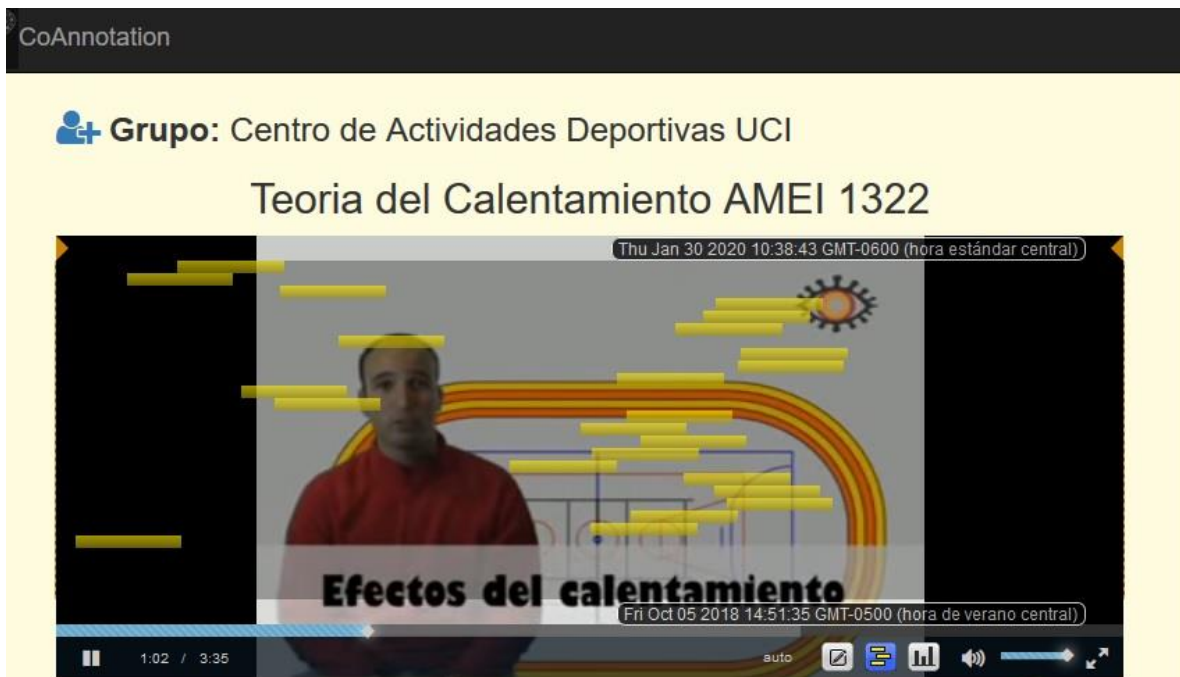 CoAnnotation
Grupo: Centro de Actividades Deportivas UCI
Teoria del Calentamiento AMEI 1322
Thu Jan 30 2020 10:38:43 GMT-0600 (hora estándar central)
Efectos del calentamiento
Fri Oct 05 2018 14:51:35 GMT-0500 (hora de verano central)
1:02 / 3:35
auto